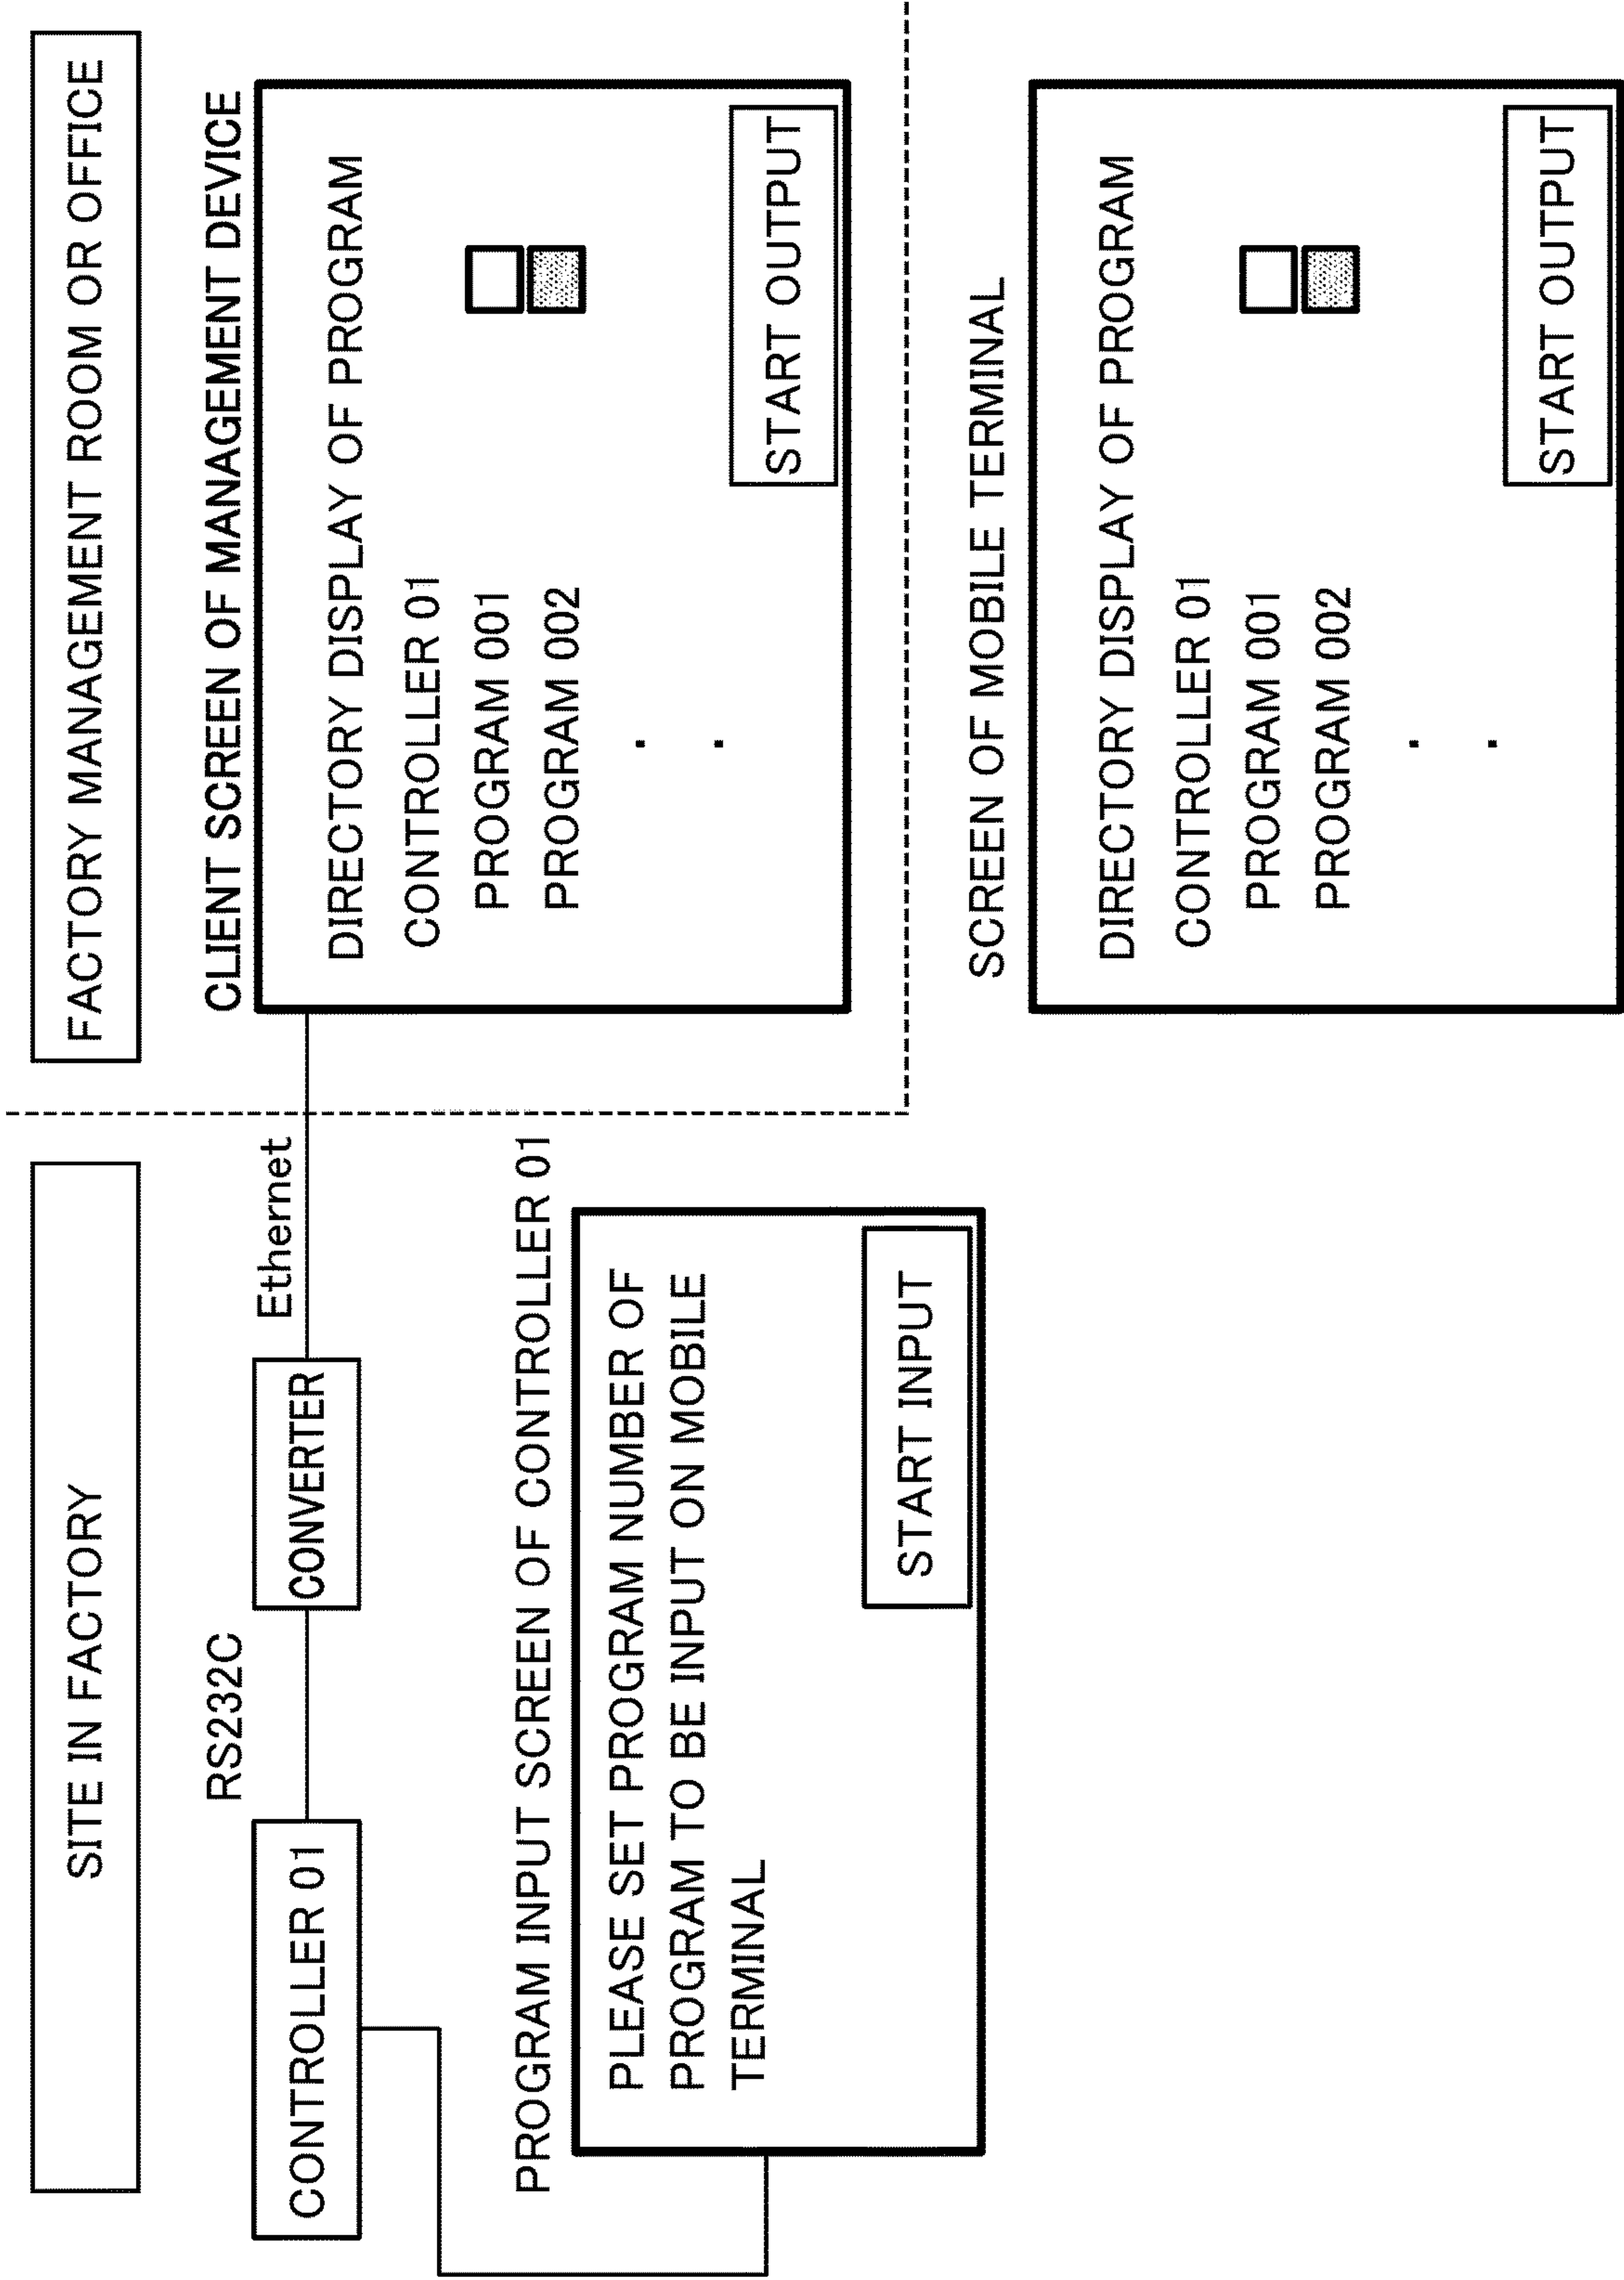 SITE IN FACTORY
FACTORY MANAGEMENT ROOM OR OFFICE
RS232C
CONTROLLER 01
CONVERTER
Ethernet
CLIENT SCREEN OF MANAGEMENT DEVICE
DIRECTORY DISPLAY OF PROGRAM
CONTROLLER 01
PROGRAM 001
PROGRAM 002
.
.
START OUTPUT
PROGRAM INPUT SCREEN OF CONTROLLER 01
PLEASE SET PROGRAM NUMBER OF
PROGRAM TO BE INPUT ON MOBILE
TERMINAL
START INPUT
SCREEN OF MOBILE TERMINAL
DIRECTORY DISPLAY OF PROGRAM
CONTROLLER 01
PROGRAM 001
PROGRAM 002
.
.
START OUTPUT